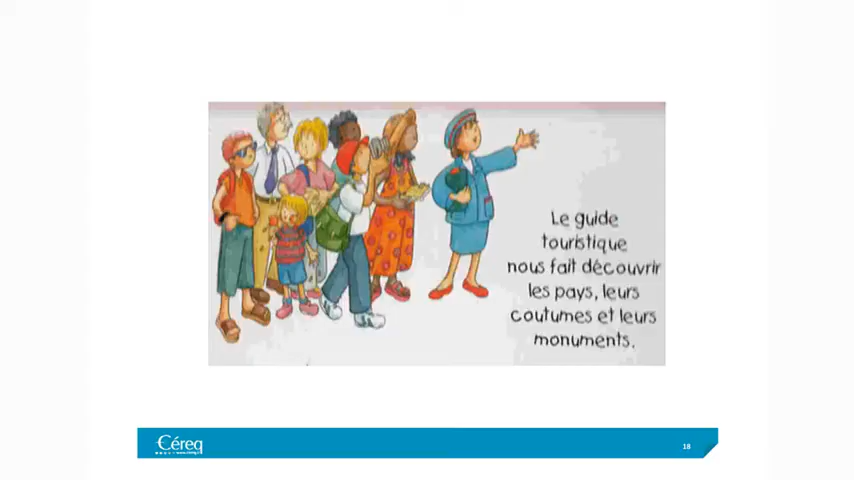 Le guide
touristique
nous fait découvrir
les pays, leurs
coutumes et leurs
monuments.
Céreq
18